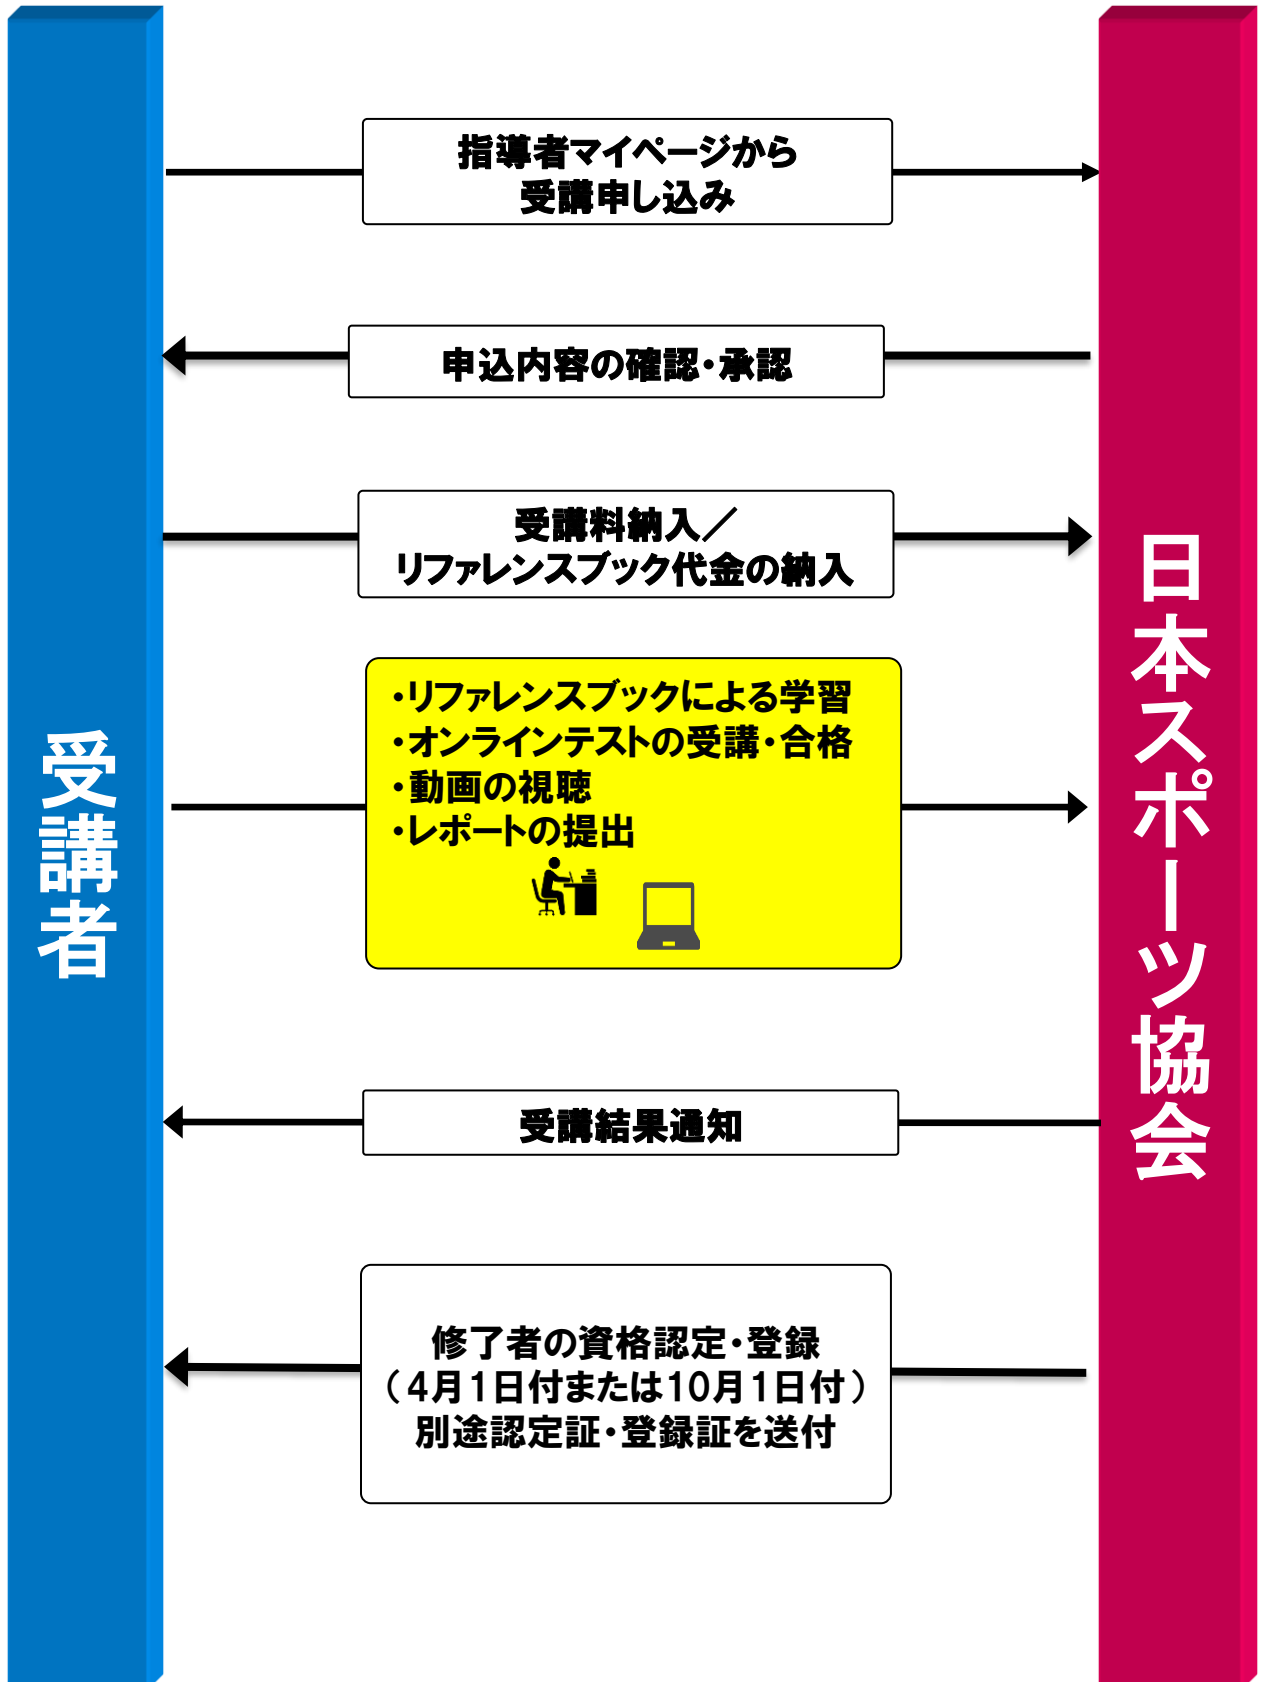 指導者マイページから
受講申し込み
申込内容の確認・承認
受講料納入／
リファレンスブック代金の納入
・リファレンスブックによる学習
・オンラインテストの受講・合格
・動画の視聴
・レポートの提出
受講結果通知
修了者の資格認定・登録
（4月1日付または10月1日付）
別途認定証・登録証を送付
受講者
日本スポーツ協会